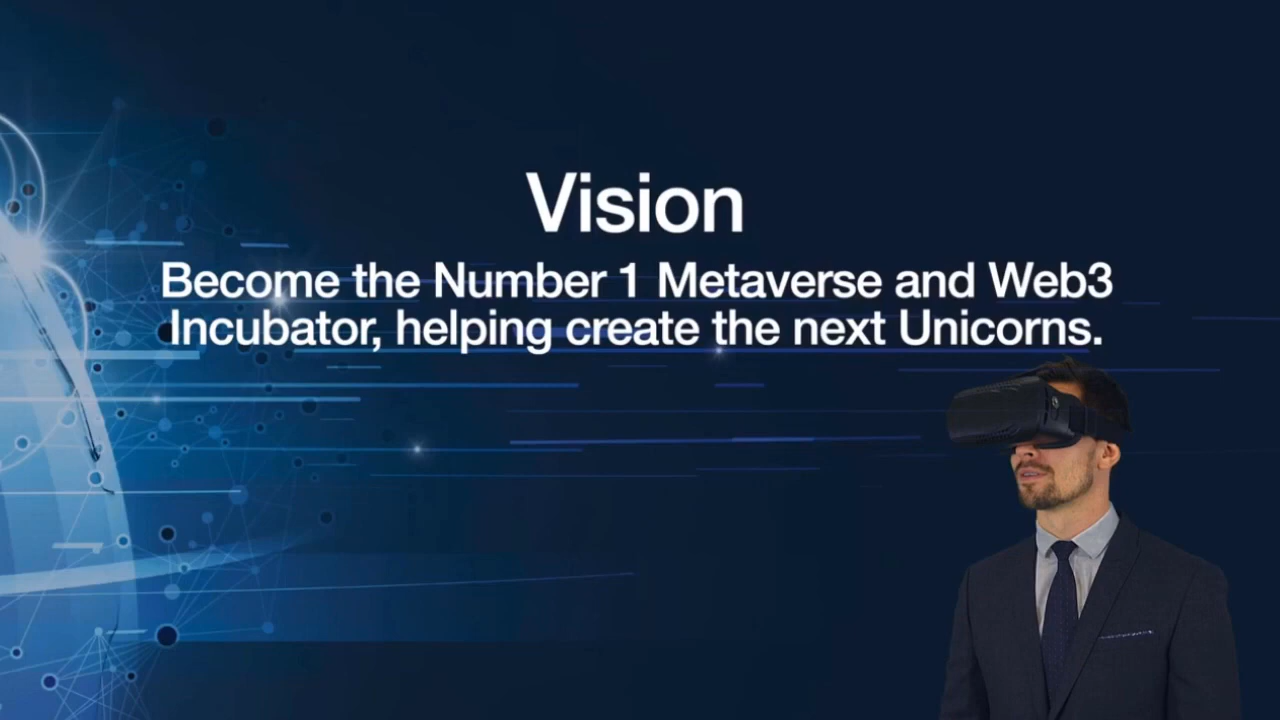 Vision
Become the Number 1 Metaverse and Web3
Incubator, helping create the next Unicorns.